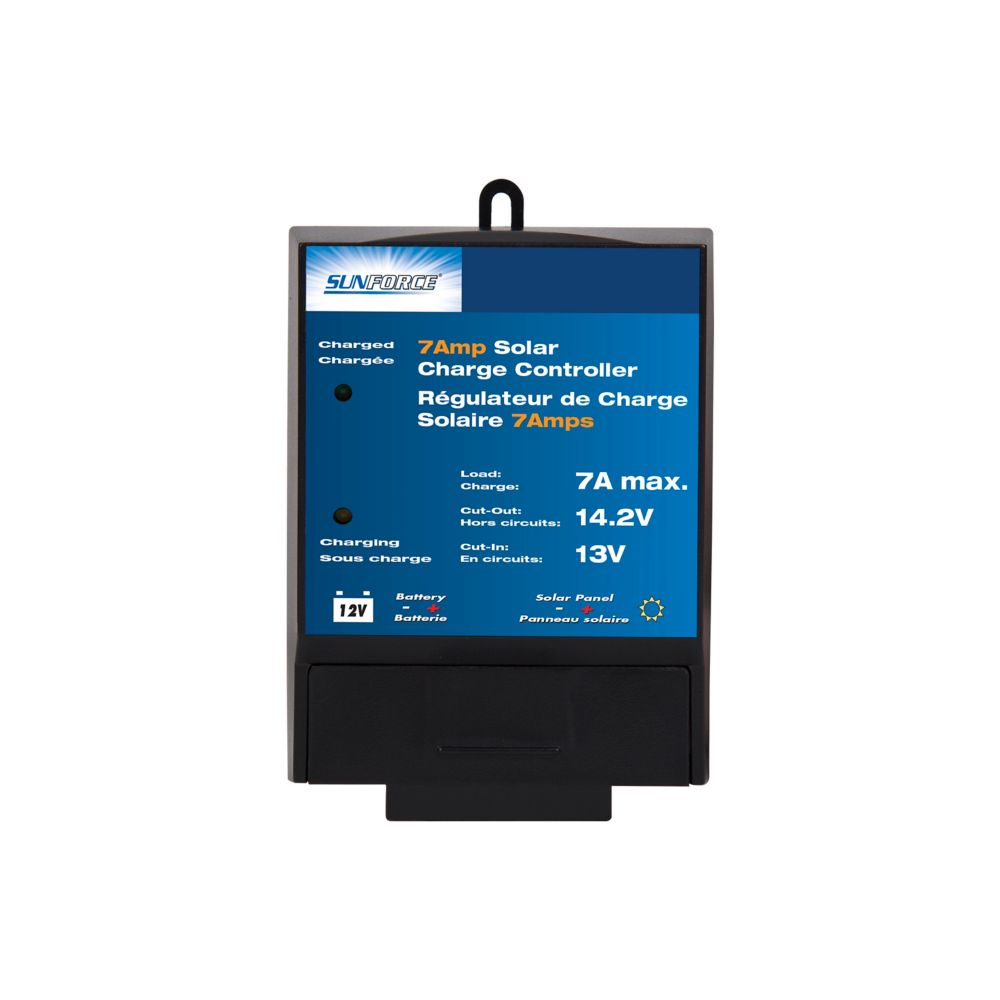 SUNFORCE®
Charged
Chargée
7Amp Solar
Charge Controller
Régulateur de Charge
Solaire 7Amps
Load:
Charge:
7A max.
Cut-Out:
Hors circuits:
14.2V
Charging
Sous charge
Cut-In:
En circuits:
13V
12V
Battery
- +
Batterie
Solar Panel
- +
Panneau solaire